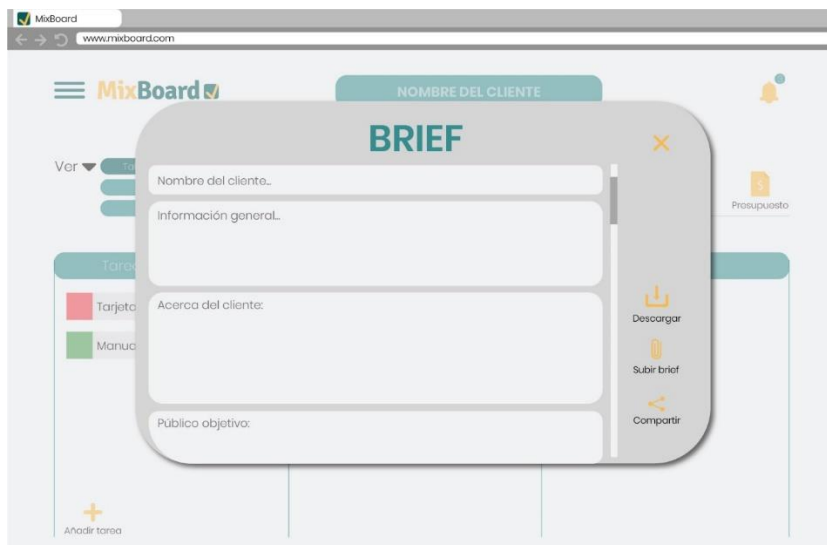 MixBoard
www.mixboard.com
MixBoard
NOMBRE DEL CLIENTE
BRIEF
Ver
Nombre del cliente...
Información general...
Presupuesto
Acerca del cliente:
Descargar
Subir brief
Público objetivo:
Compartir
Añadir tarea